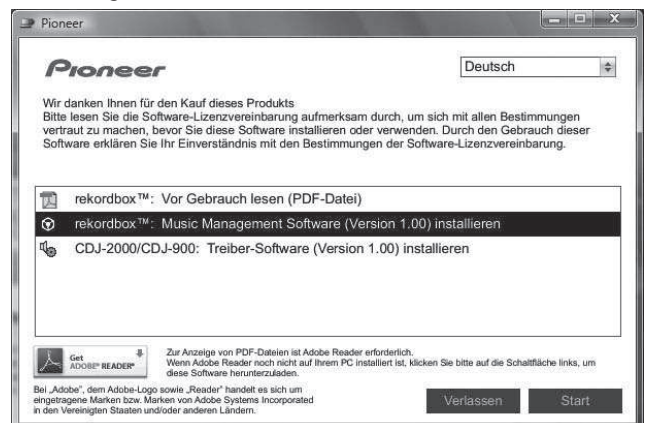 Pioneer
Pioneer
Deutsch
Wir danken Ihnen für den Kauf dieses Produkts
Bitte lesen Sie die Software-Lizenzvereinbarung aufmerksam durch, um sich mit allen Bestimmungen
vertraut zu machen, bevor Sie diese Software installieren oder verwenden. Durch den Gebrauch dieser
Software erklären Sie Ihr Einverständnis mit den Bestimmungen der Software-Lizenzvereinbarung.
rekordbox™: Vor Gebrauch lesen (PDF-Datei)
rekordbox™: Music Management Software (Version 1.00) installieren
CDJ-2000/CDJ-900: Treiber-Software (Version 1.00) installieren
Get
ADOBE® READER®
Zur Anzeige von PDF-Dateien ist Adobe Reader erforderlich.
Wenn Adobe Reader noch nicht auf Ihrem PC installiert ist, klicken Sie bitte auf die Schaltfläche links, um
diese Software herunterzuladen.
Bei „Adobe", dem Adobe-Logo sowie „Reader" handelt es sich um
eingetragene Marken bzw. Marken von Adobe Systems Incorporated
in den Vereinigten Staaten und/oder anderen Ländern.
Verlassen
Start